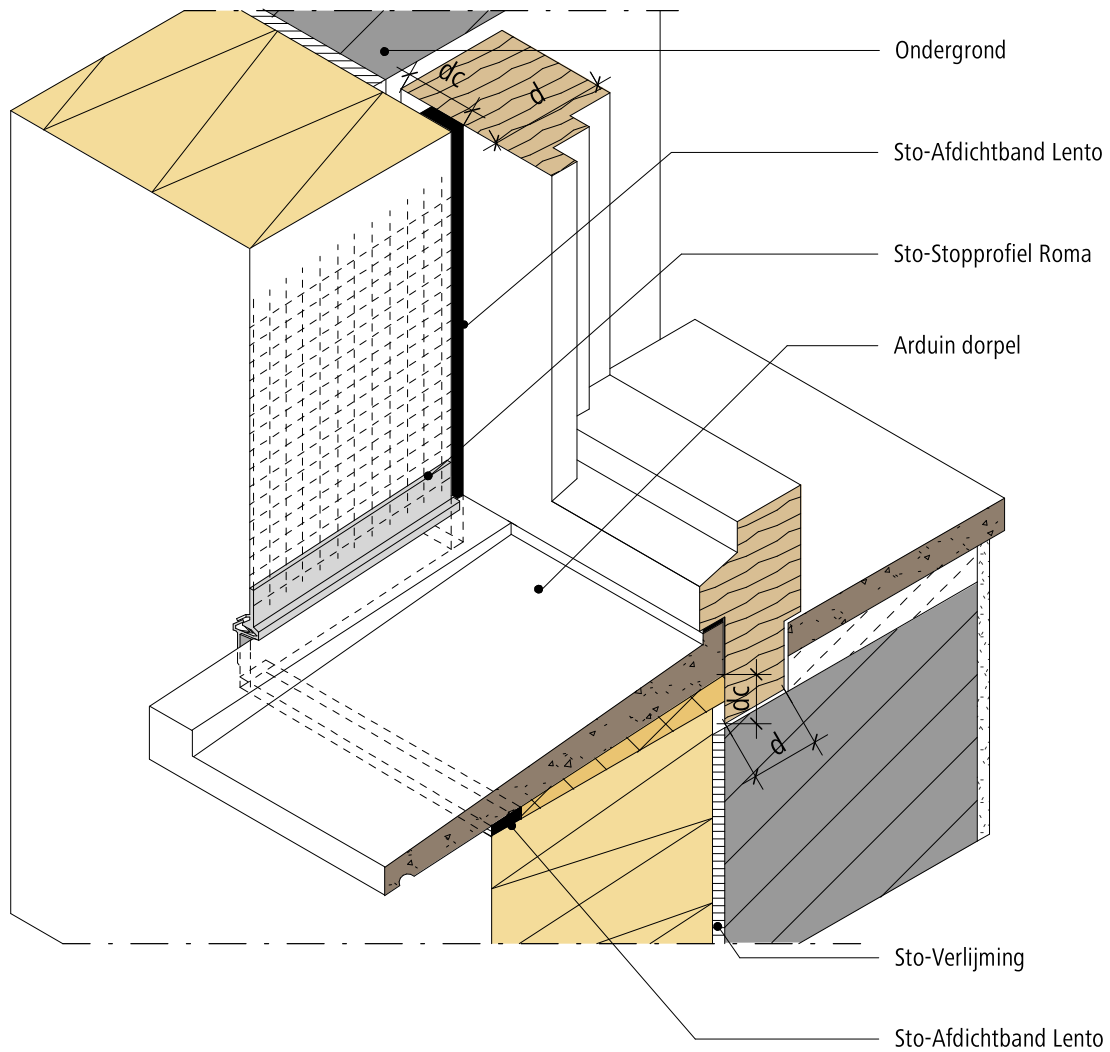 Ondergrond
dc
d
Sto-Afdichtband Lento
Sto-Stopprofiel Roma
Arduin dorpel
dc
d
Sto-Verlijming
Sto-Afdichtband Lento